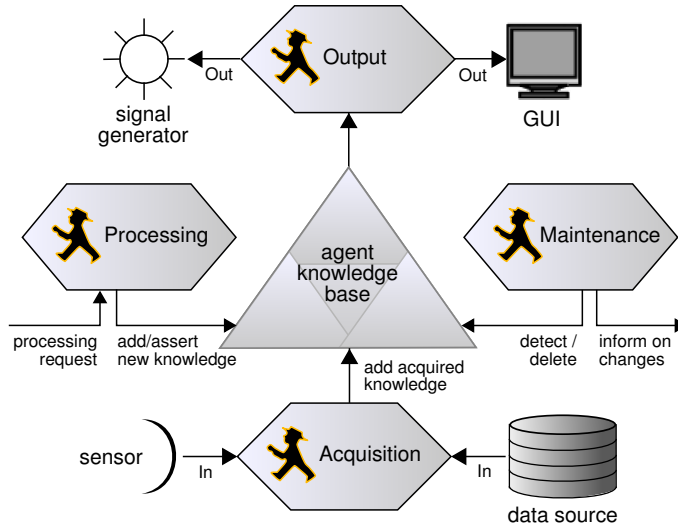 Output
Out
Out
signal
generator
GUI
Processing
agent
knowledge
base
Maintenance
processing
request
add/assert
new knowledge
detect /
delete
inform on
changes
add acquired
knowledge
sensor
In
Acquisition
In
data source